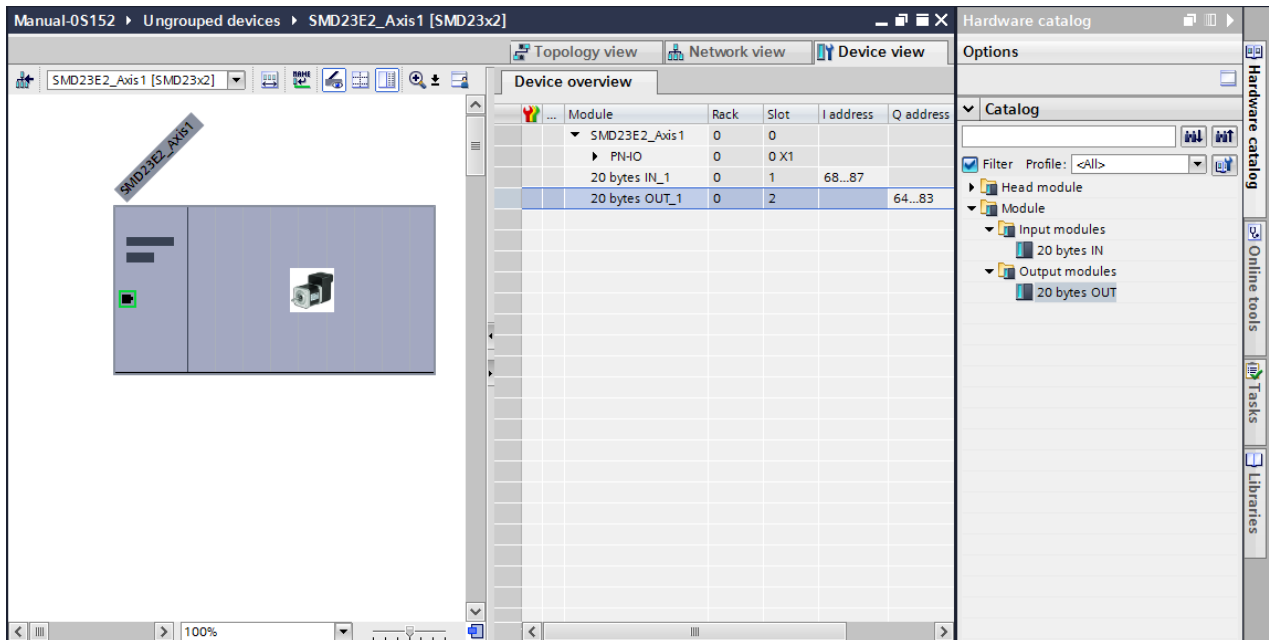 Manual-0S152 ▸ Ungrouped devices ▸ SMD23E2_Axis1 [SMD23x2]
Topology view Network view Device view
SMD23E2_Axis1 [SMD23x2]
SMD23E2_Axis1
100%
Device overview
... Module Rack Slot I address Q address
SMD23E2_Axis1 0 0
PN-IO 0 0 X1
20 bytes IN_1 0 1 68...87
20 bytes OUT_1 0 2 64...83
Hardware catalog
Options
Catalog
Filter Profile: <All>
Head module
Module
Input modules
20 bytes IN
Output modules
20 bytes OUT
Hardware catalog
Online tools
Tasks
Libraries